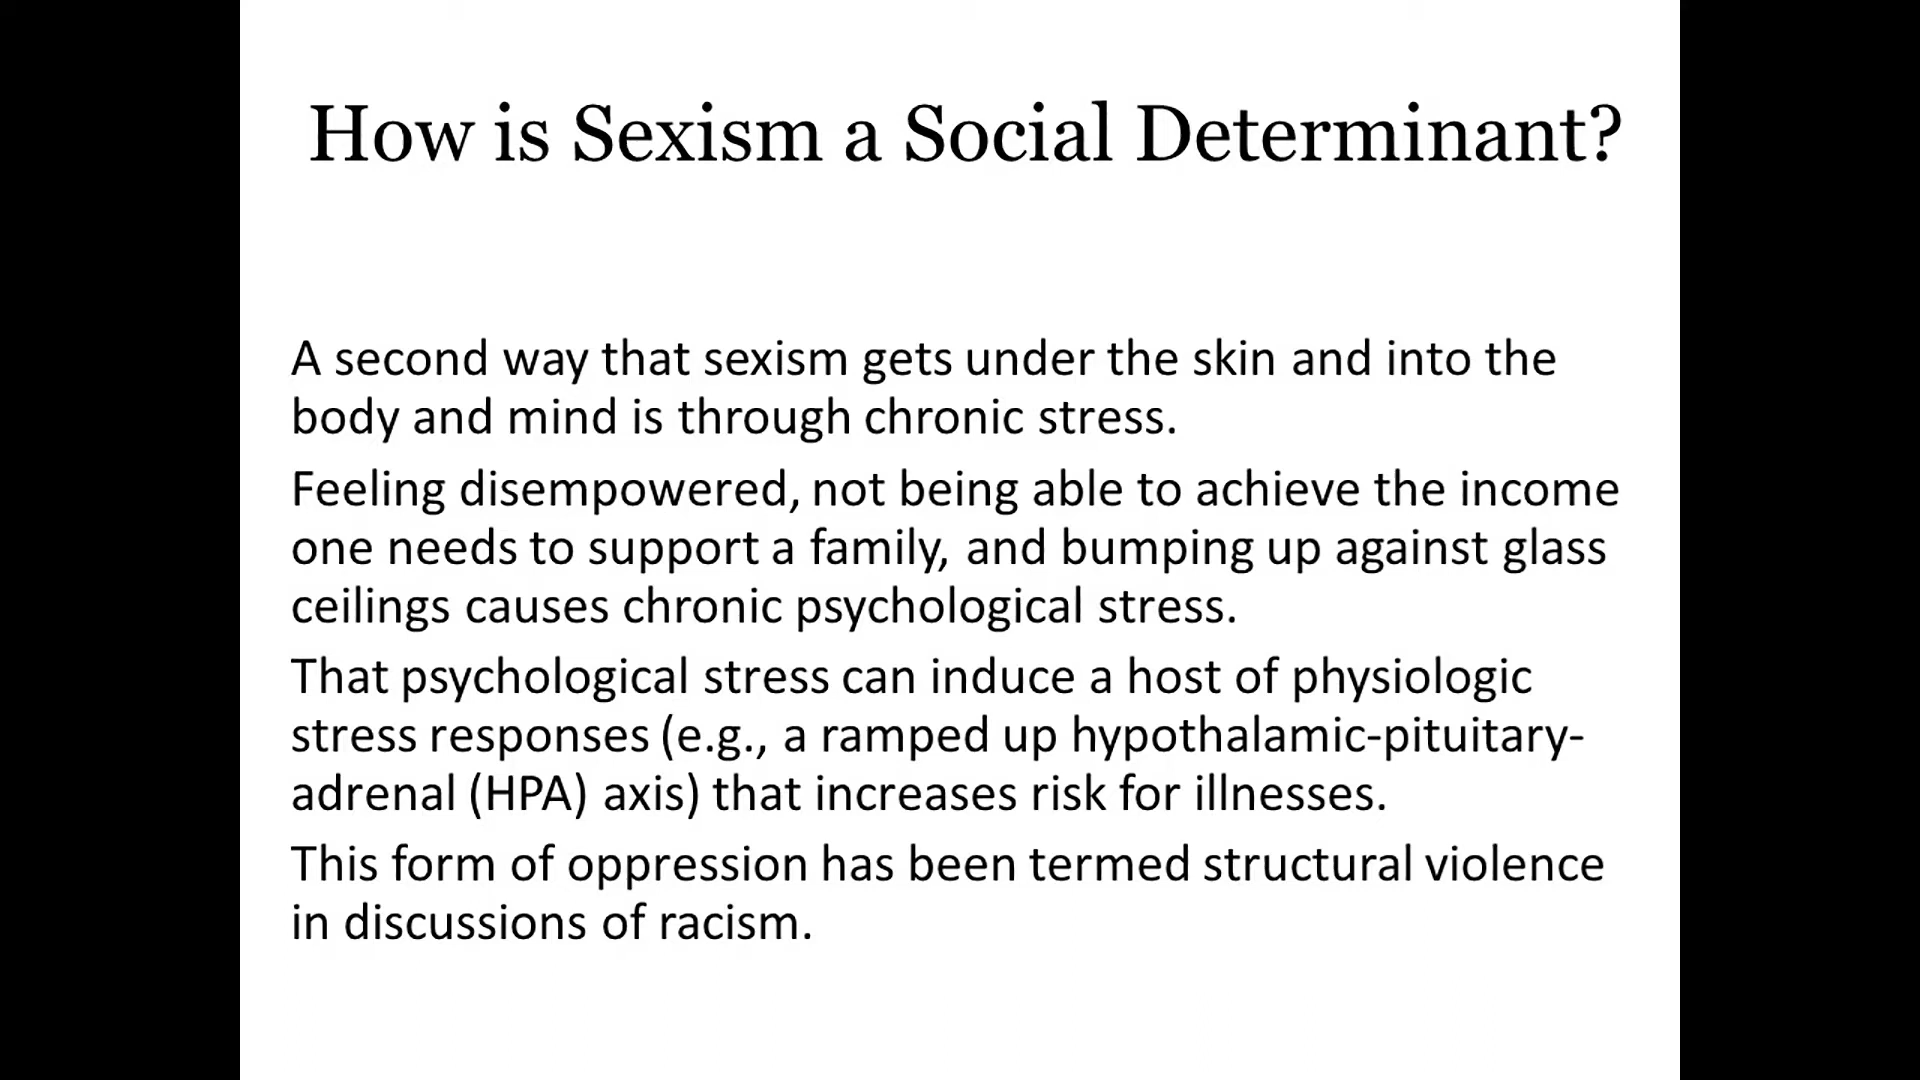 How is Sexism a Social Determinant?
A second way that sexism gets under the skin and into the
body and mind is through chronic stress.
Feeling disempowered, not being able to achieve the income
one needs to support a family, and bumping up against glass
ceilings causes chronic psychological stress.
That psychological stress can induce a host of physiologic
stress responses (e.g., a ramped up hypothalamic-pituitary-
adrenal (HPA) axis) that increases risk for illnesses.
This form of oppression has been termed structural violence
in discussions of racism.